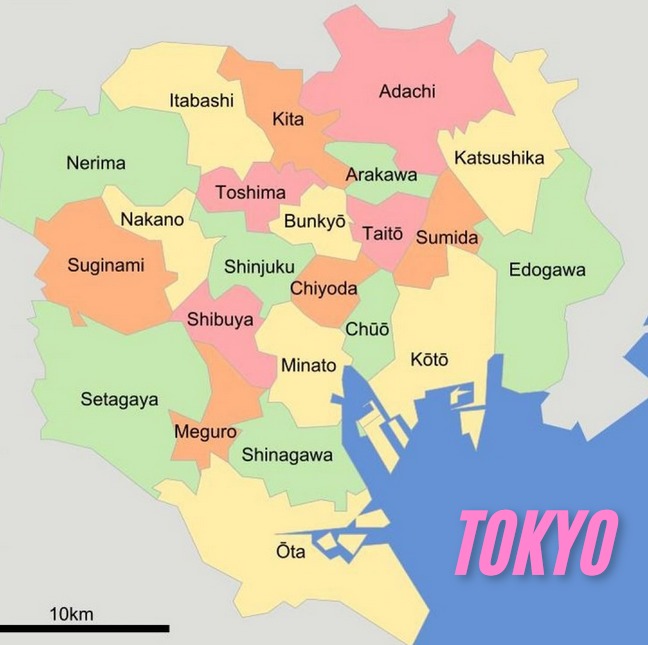 Adachi
Itabashi
Kita
Katsushika
Nerima
Arakawa
Toshima
Nakano
Bunkyō
Taitō
Sumida
Suginami
Shinjuku
Edogawa
Chiyoda
Shibuya
Chūō
Minato
Kōtō
Setagaya
Meguro
Shinagawa
TOKYO
Ōta
10km